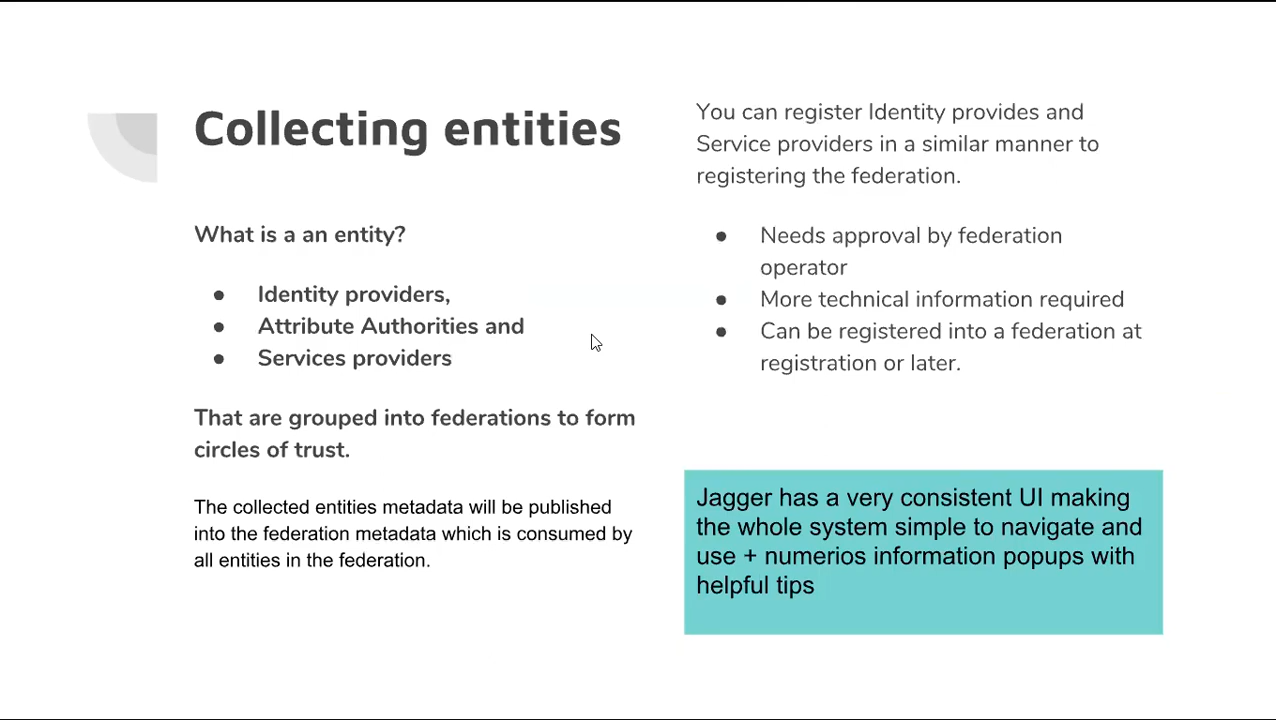 Collecting entities
What is a an entity?
● Identity providers,
● Attribute Authorities and
● Services providers
That are grouped into federations to form
circles of trust.
The collected entities metadata will be published
into the federation metadata which is consumed by
all entities in the federation.
You can register Identity provides and
Service providers in a similar manner to
registering the federation.
● Needs approval by federation
operator
● More technical information required
● Can be registered into a federation at
registration or later.
Jagger has a very consistent UI making
the whole system simple to navigate and
use + numerios information popups with
helpful tips